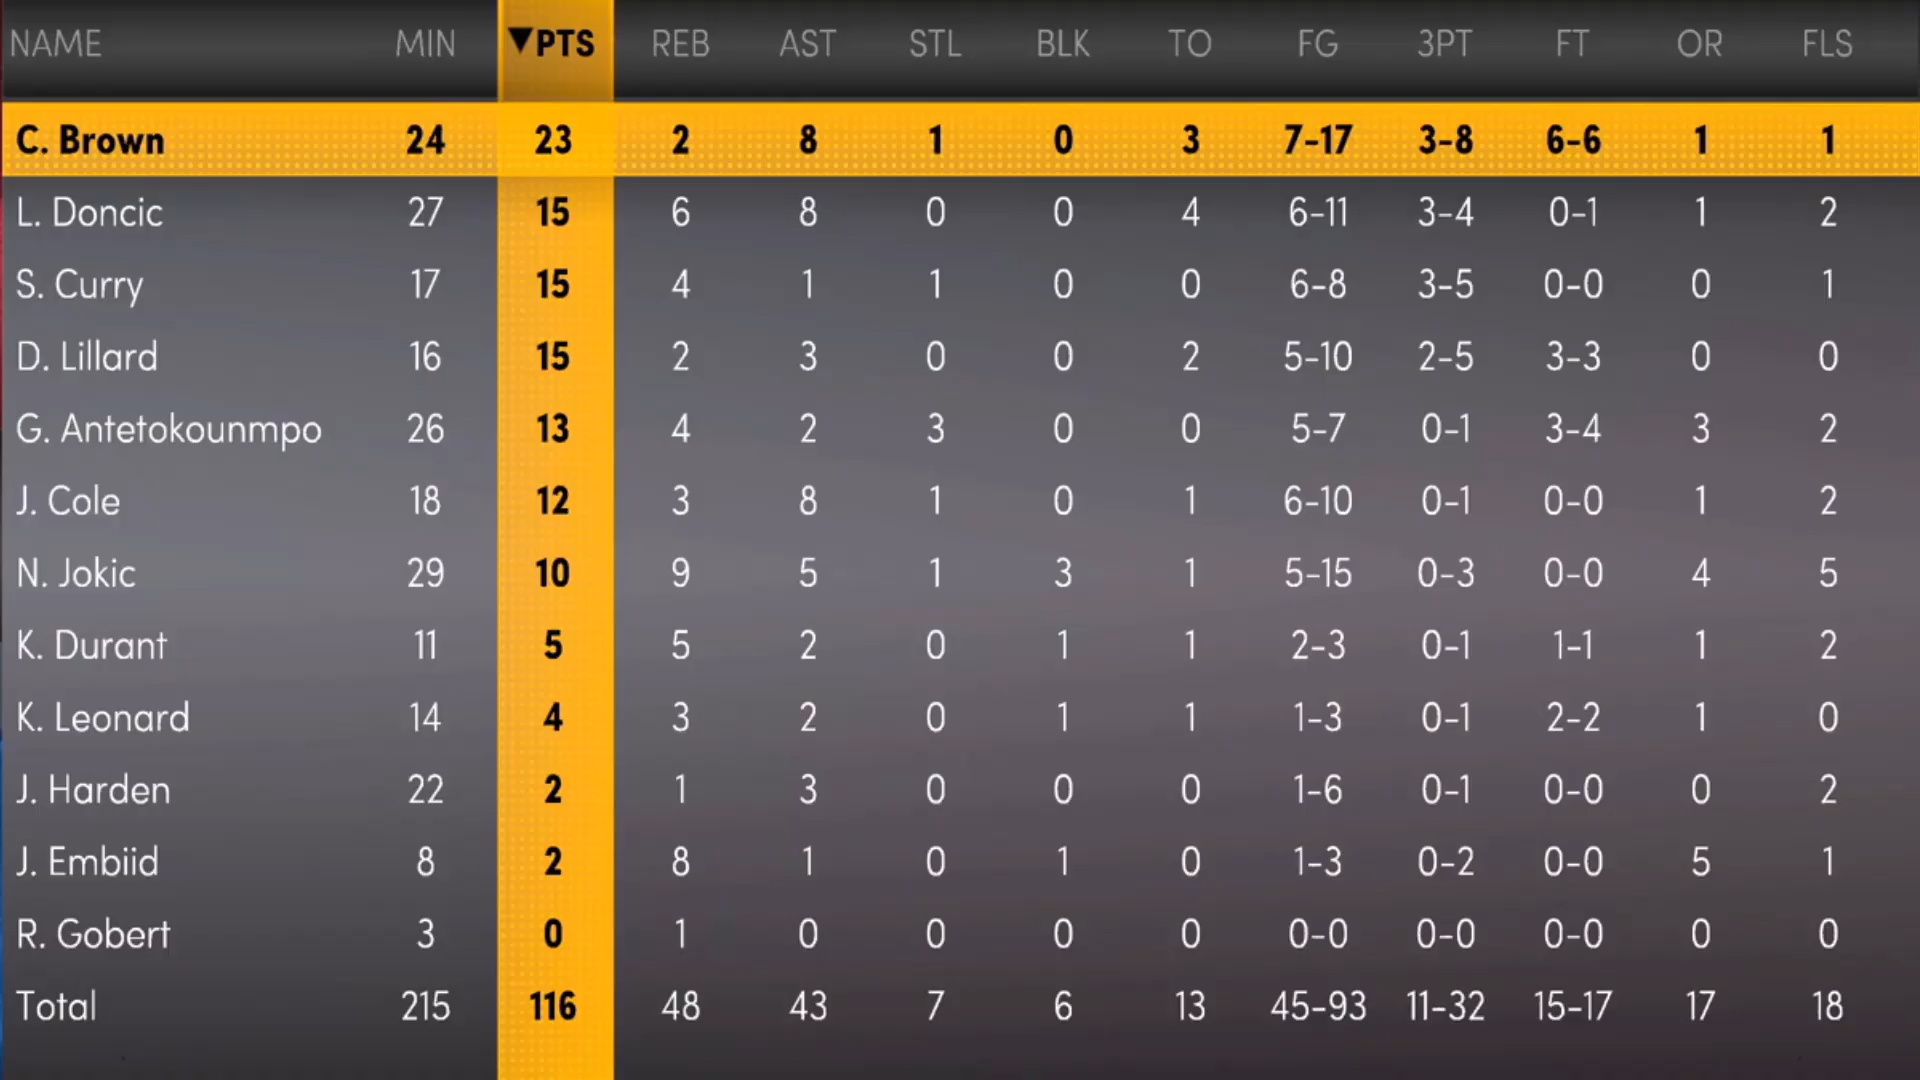 NAME MIN ▼PTS REB AST STL BLK TO FG 3PT FT OR FLS
C. Brown 24 23 2 8 1 0 3 7-17 3-8 6-6 1 1
L. Doncic 27 15 6 8 0 0 4 6-11 3-4 0-1 1 2
S. Curry 17 15 4 1 1 0 0 6-8 3-5 0-0 0 1
D. Lillard 16 15 2 3 0 0 2 5-10 2-5 3-3 0 0
G. Antetokounmpo 26 13 4 2 3 0 0 5-7 0-1 3-4 3 2
J. Cole 18 12 3 8 1 0 1 6-10 0-1 0-0 1 2
N. Jokic 29 10 9 5 1 3 1 5-15 0-3 0-0 4 5
K. Durant 11 5 5 2 0 1 1 2-3 0-1 1-1 1 2
K. Leonard 14 4 3 2 0 1 1 1-3 0-1 2-2 1 0
J. Harden 22 2 1 3 0 0 0 1-6 0-1 0-0 0 2
J. Embiid 8 2 8 1 0 1 0 1-3 0-2 0-0 5 1
R. Gobert 3 0 1 0 0 0 0 0-0 0-0 0-0 0 0
Total 215 116 48 43 7 6 13 45-93 11-32 15-17 17 18